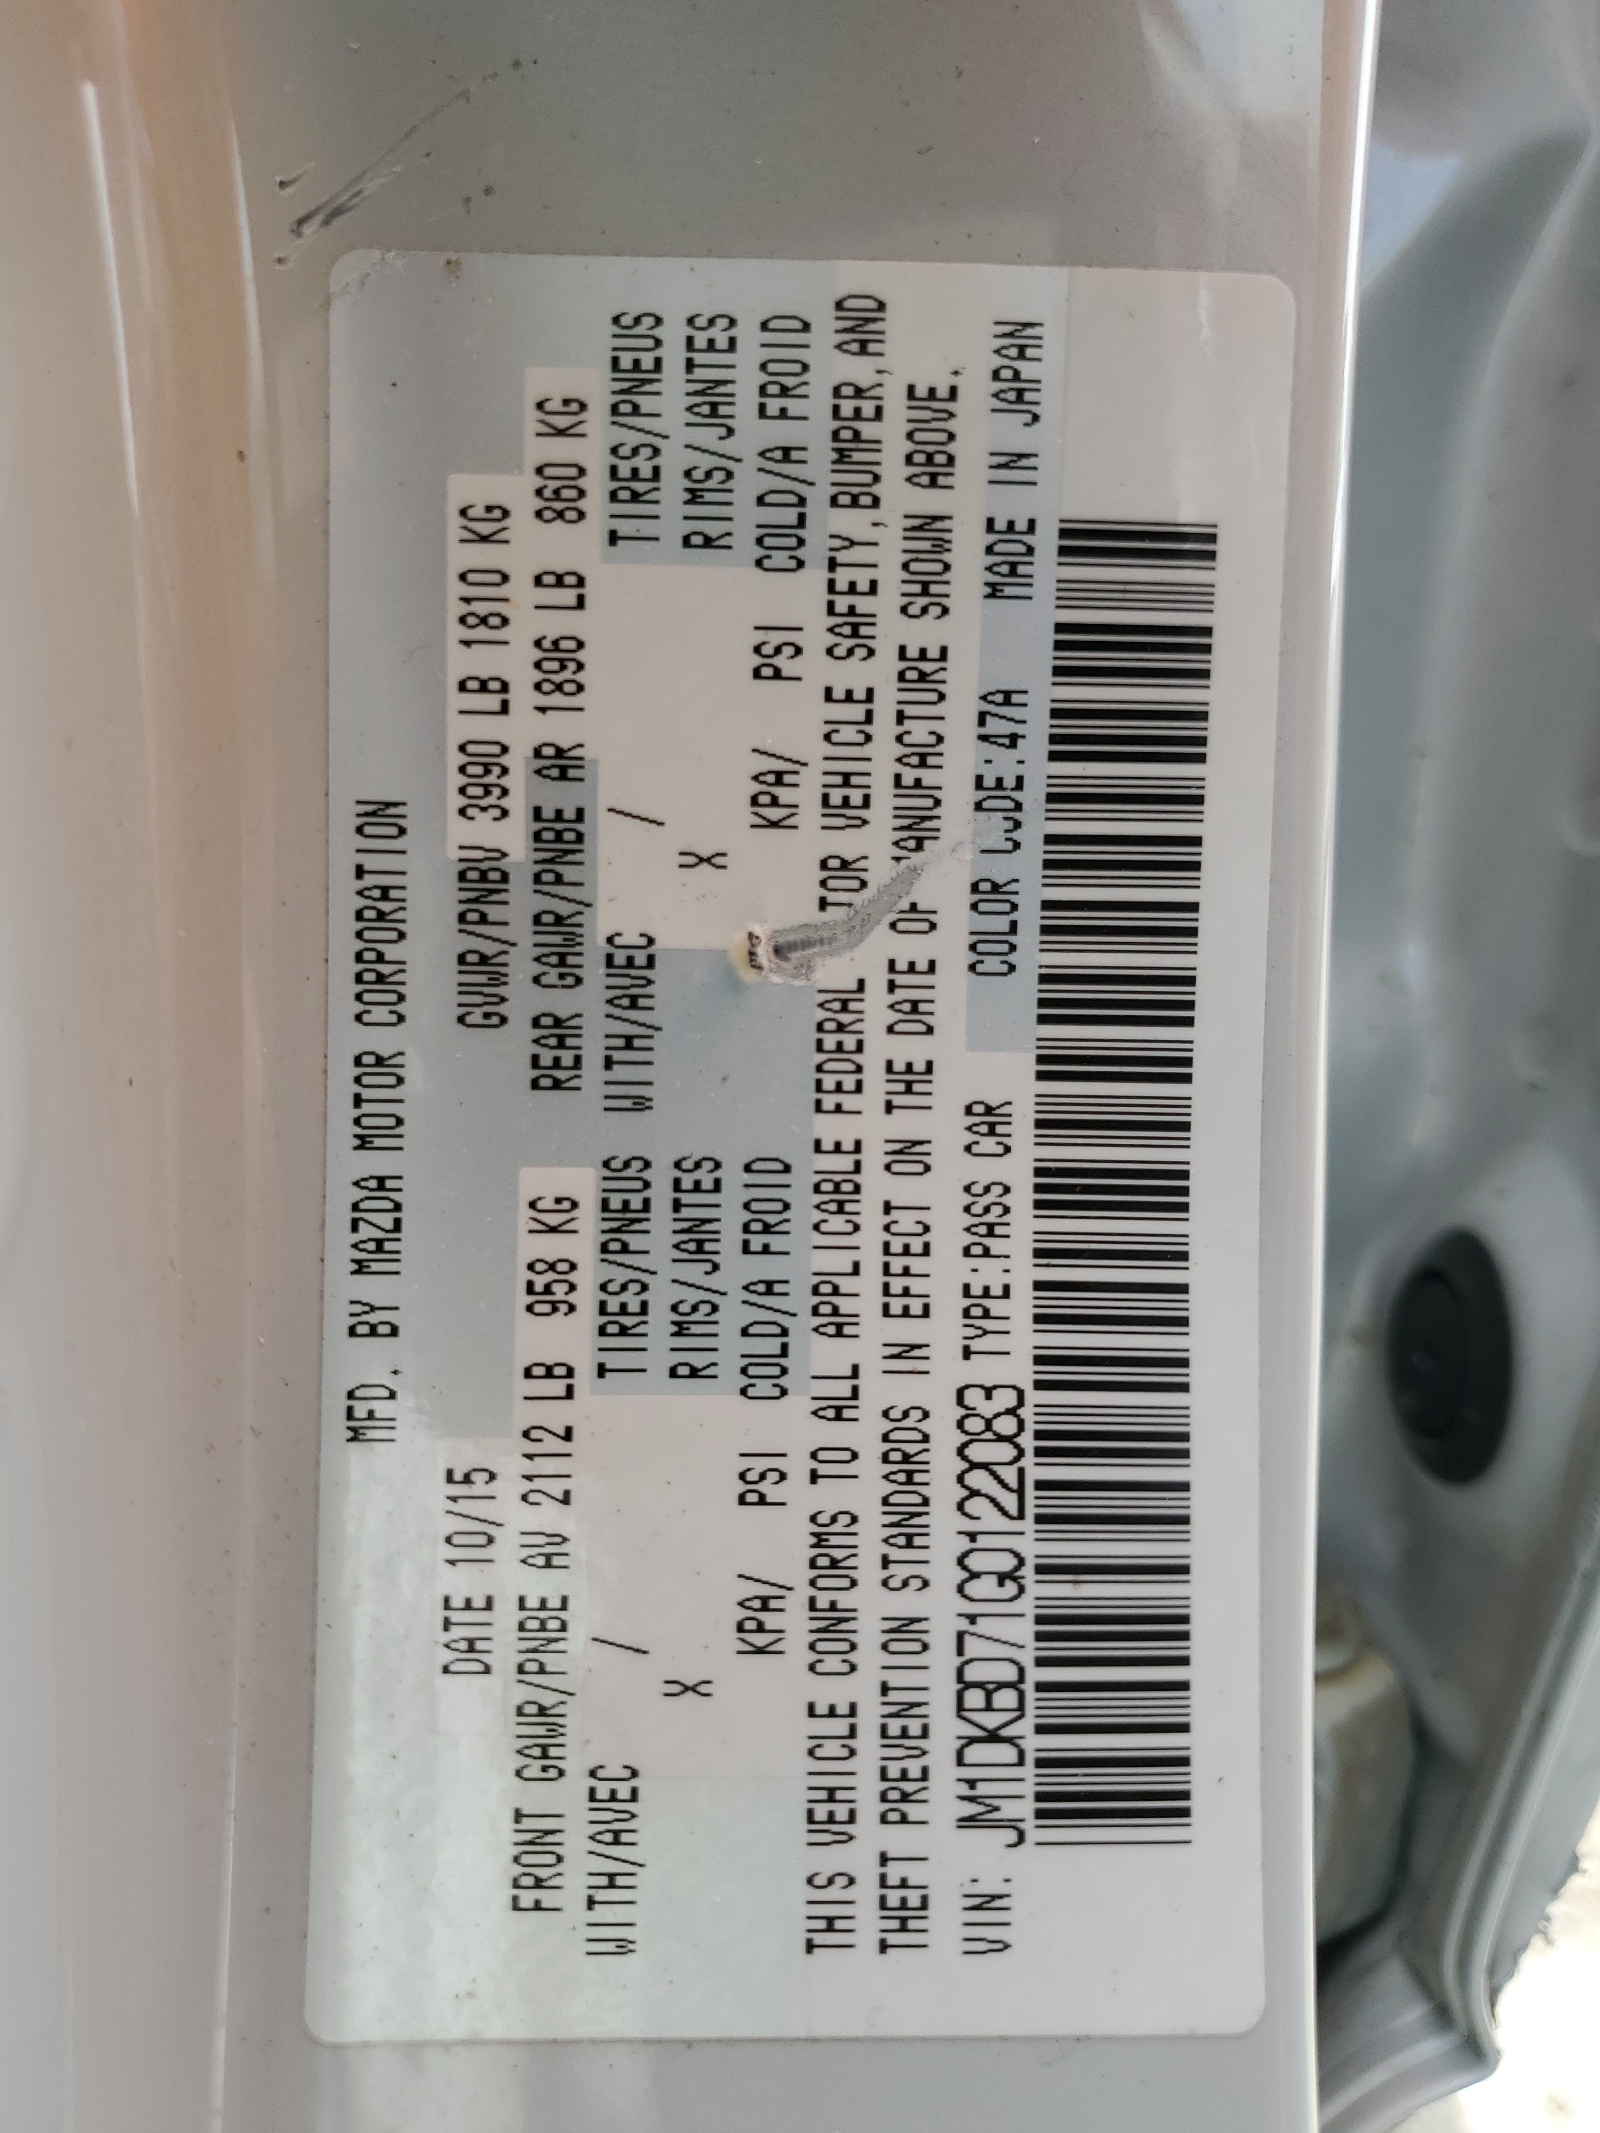 MFD. BY MAZDA MOTOR CORPORATION
DATE 10/15 GVWR/PNBV 3990 LB 1810 KG
FRONT GAWR/PNBE AV 2112 LB 958 KG REAR GAWR/PNBE AR 1896 LB 860 KG
WITH/AVEC / TIRES/PNEUS WITH/AVEC / TIRES/PNEUS
X RIMS/JANTES X RIMS/JANTES
KPA/ PSI COLD/A FROID KPA/ PSI COLD/A FROID
THIS VEHICLE CONFORMS TO ALL APPLICABLE FEDERAL VEHICLE SAFETY,BUMPER,AND
THEFT PREVENTION STANDARDS IN EFFECT ON THE DATE OF MANUFACTURE SHOWN ABOVE.
VIN: JM1DKBD71G0122083 TYPE:PASS CAR COLOR CODE:47A MADE IN JAPAN